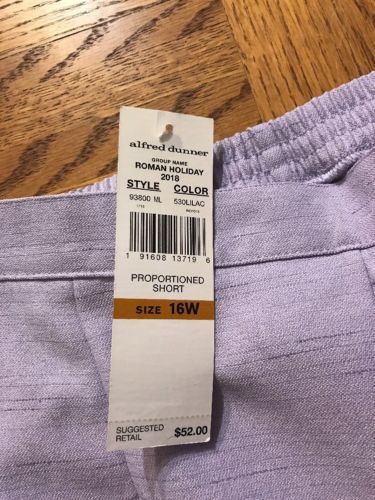 alfred dunner
GROUP NAME
ROMAN HOLIDAY
2018
STYLE COLOR
93800 ML 530LILAC
1 91608 13719 6
PROPORTIONED
SHORT
SIZE 16W
SUGGESTED
RETAIL $52.00